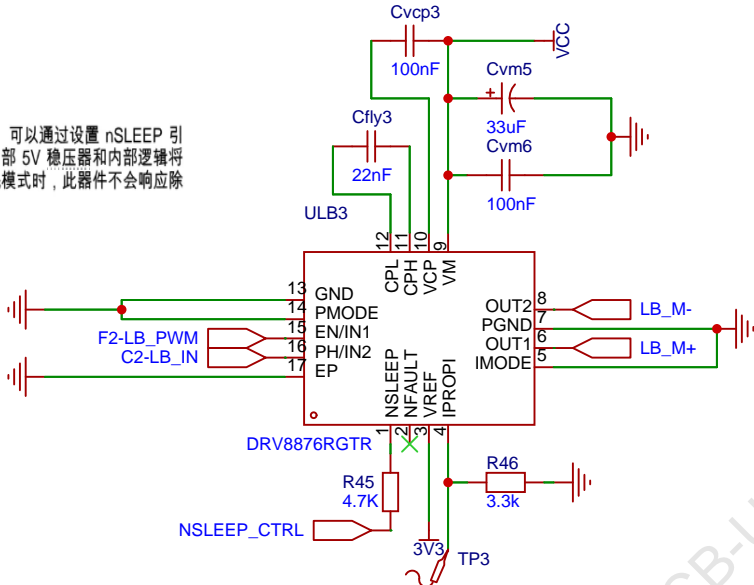 Cvcp3
100nF
VCC
Cvm5
+
33uF
Cvm6
100nF
可以通过设置 nSLEEP 引
部 5V 稳压器和内部逻辑将
模式时，此器件不会响应除
Cfly3
22nF
ULB3
12 11 10 9
CPL CPH VCP VM
13 GND
14 PMODE
F2-LB_PWM 15 EN/IN1
C2-LB_IN 16 PH/IN2
17 EP
OUT2 8 LB_M-
PGND 7
OUT1 6 LB_M+
IMODE 5
NSLEEP NFAULT VREF IPROPI
1 2 3 4
DRV8876RGTR
R45
4.7K
R46
3.3k
NSLEEP_CTRL
3V3
TP3
CB-U